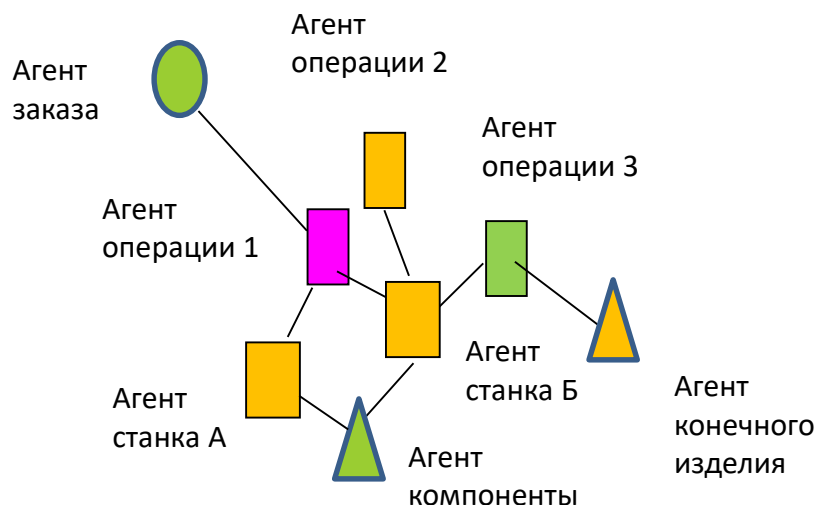 Агент
операции 2
Агент
заказа
Агент
операции 3
Агент
операции 1
Агент
станка Б
Агент
конечного
изделия
Агент
станка А
Агент
компоненты